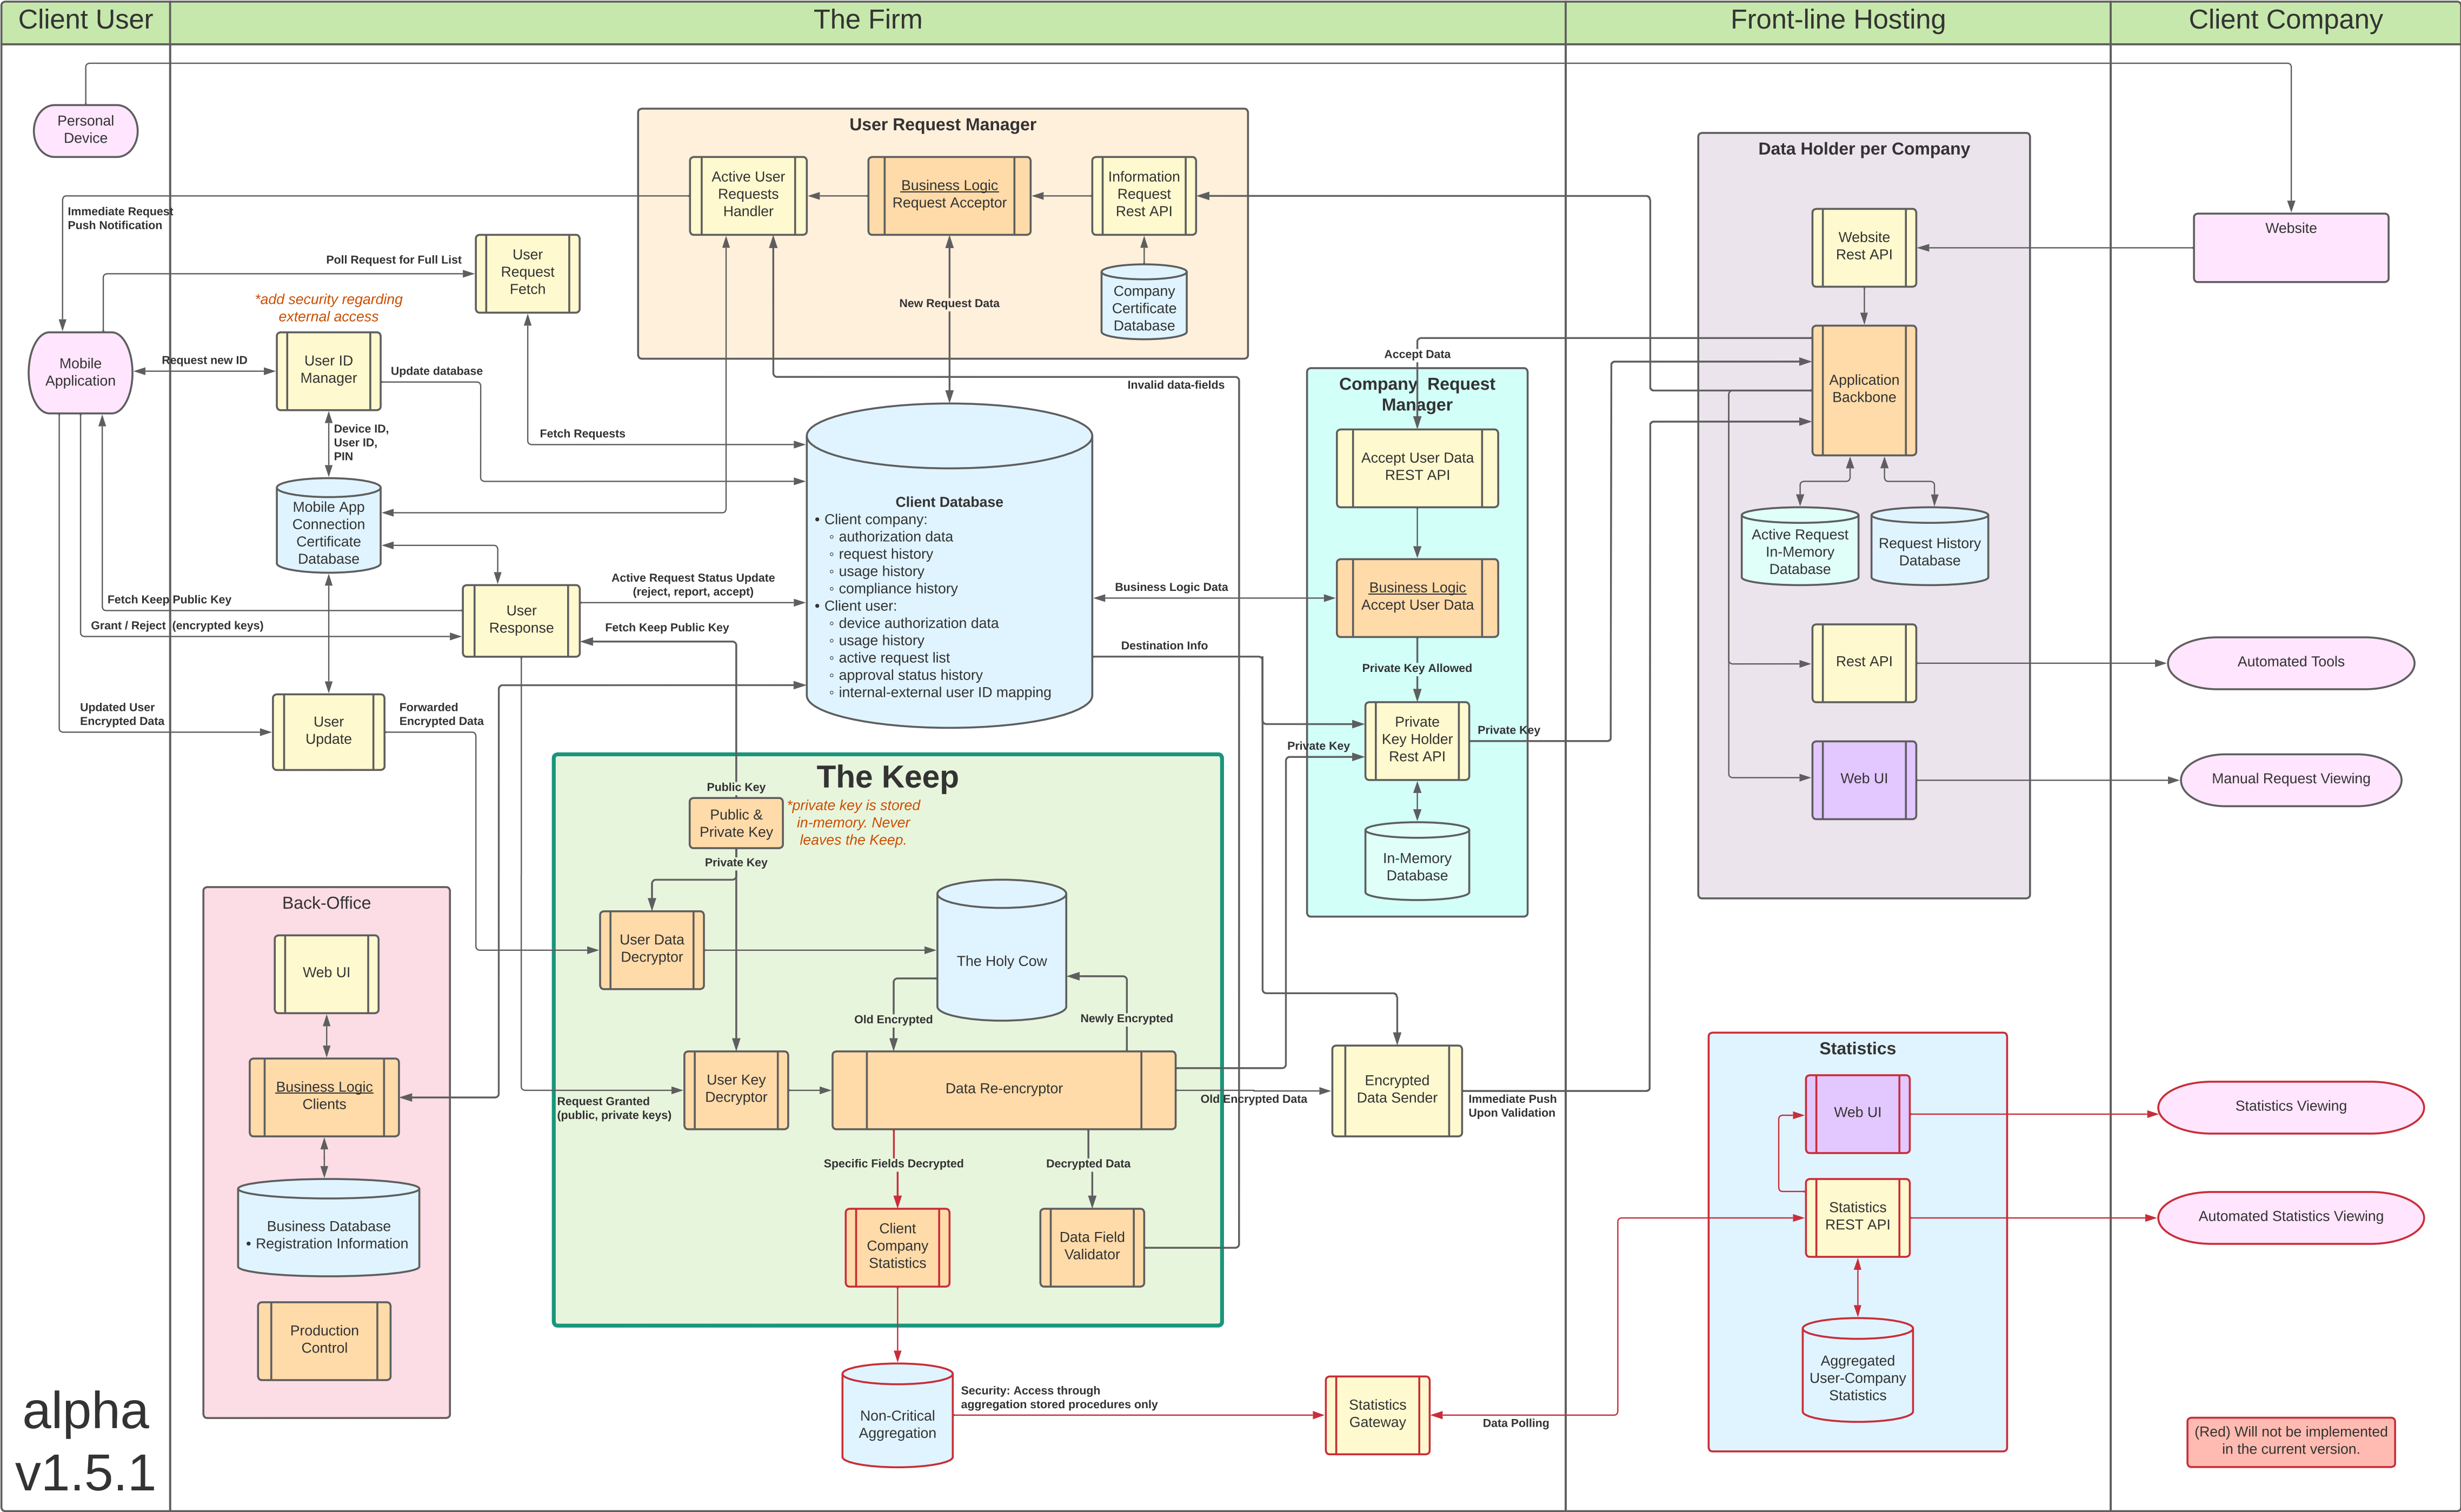 Client User
The Firm
Front-line Hosting
Client Company
Personal
Device
User Request Manager
Active User
Requests
Handler
Business Logic
Request Acceptor
Information
Request
Rest API
Company
Certificate
Database
New Request Data
Immediate Request
Push Notification
Poll Request for Full List
User
Request
Fetch
*add security regarding
external access
Mobile
Application
Request new ID
User ID
Manager
Update database
Device ID,
User ID,
PIN
Fetch Requests
Mobile App
Connection
Certificate
Database
Invalid data-fields
Client Database
• Client company:
◦ authorization data
◦ request history
◦ usage history
◦ compliance history
• Client user:
◦ device authorization data
◦ usage history
◦ active request list
◦ approval status history
◦ internal-external user ID mapping
Active Request Status Update
(reject, report, accept)
Fetch Keep Public Key
Grant / Reject (encrypted keys)
User
Response
Fetch Keep Public Key
Updated User
Encrypted Data
User
Update
Forwarded
Encrypted Data
Business Logic Data
Destination Info
Accept Data
Company Request
Manager
Accept User Data
REST API
Business Logic
Accept User Data
Private Key Allowed
Private
Key Holder
Rest API
Private Key
Private Key
In-Memory
Database
Data Holder per Company
Website
Rest API
Application
Backbone
Active Request
In-Memory
Database
Request History
Database
Rest API
Web UI
Website
Automated Tools
Manual Request Viewing
The Keep
Public Key
Public &
Private Key
*private key is stored
in-memory. Never
leaves the Keep.
Private Key
User Data
Decryptor
The Holy Cow
Old Encrypted
Newly Encrypted
User Key
Decryptor
Data Re-encryptor
Request Granted
(public, private keys)
Old Encrypted Data
Encrypted
Data Sender
Immediate Push
Upon Validation
Specific Fields Decrypted
Decrypted Data
Client
Company
Statistics
Data Field
Validator
Back-Office
Web UI
Business Logic
Clients
Business Database
• Registration Information
Production
Control
Non-Critical
Aggregation
Security: Access through
aggregation stored procedures only
Statistics
Gateway
Data Polling
Statistics
Web UI
Statistics
REST API
Aggregated
User-Company
Statistics
Statistics Viewing
Automated Statistics Viewing
(Red) Will not be implemented
in the current version.
alpha
v1.5.1